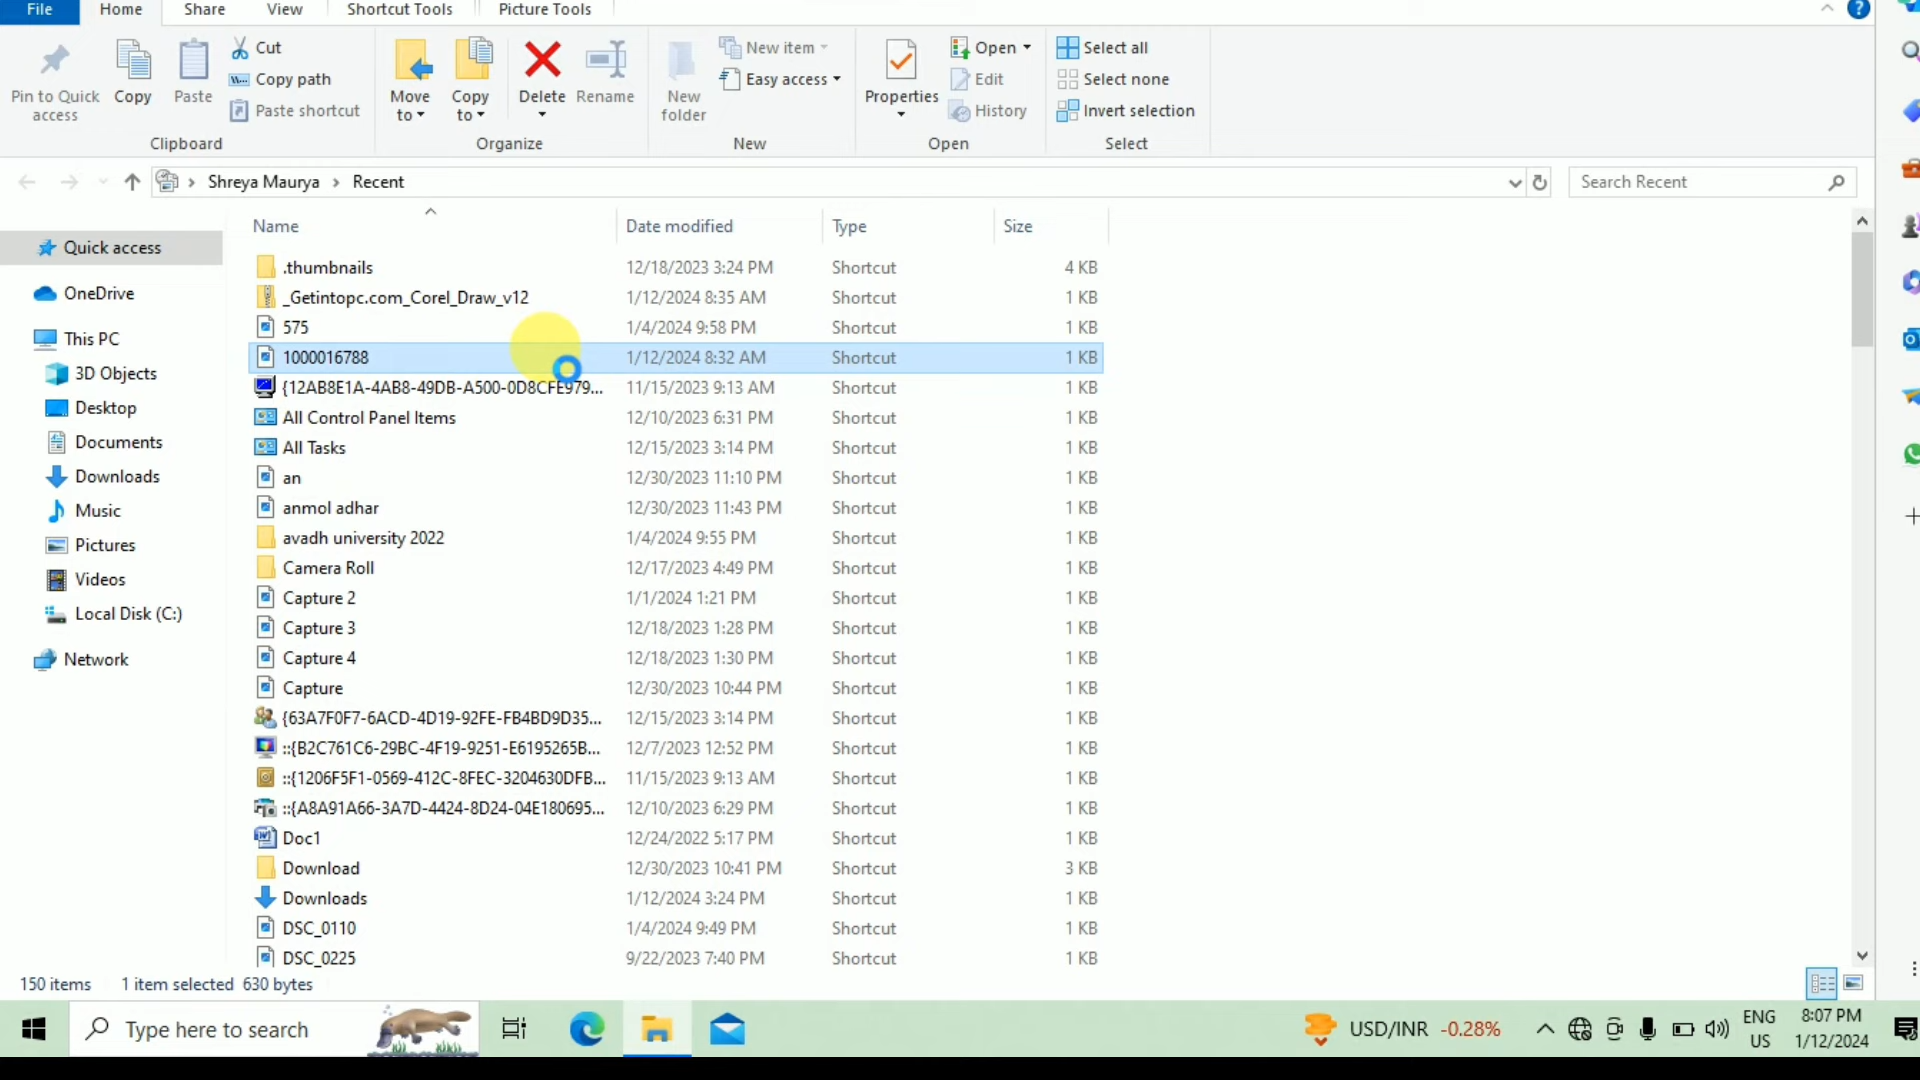 File Home Share View Shortcut Tools Picture Tools
Pin to Quick access
Copy
Paste
Cut
Copy path
Paste shortcut
Clipboard
Move to
Copy to
Delete
Rename
Organize
New folder
New item
Easy access
New
Properties
Open
Edit
History
Open
Select all
Select none
Invert selection
Select
Shreya Maurya › Recent
Search Recent
Quick access
OneDrive
This PC
3D Objects
Desktop
Documents
Downloads
Music
Pictures
Videos
Local Disk (C:)
Network
Name Date modified Type Size
.thumbnails 12/18/2023 3:24 PM Shortcut 4 KB
_Getintopc.com_Corel_Draw_v12 1/12/2024 8:35 AM Shortcut 1 KB
575 1/4/2024 9:58 PM Shortcut 1 KB
1000016788 1/12/2024 8:32 AM Shortcut 1 KB
{12AB8E1A-4AB8-49DB-A500-0D8CFE979... 11/15/2023 9:13 AM Shortcut 1 KB
All Control Panel Items 12/10/2023 6:31 PM Shortcut 1 KB
All Tasks 12/15/2023 3:14 PM Shortcut 1 KB
an 12/30/2023 11:10 PM Shortcut 1 KB
anmol adhar 12/30/2023 11:43 PM Shortcut 1 KB
avadh university 2022 1/4/2024 9:55 PM Shortcut 1 KB
Camera Roll 12/17/2023 4:49 PM Shortcut 1 KB
Capture 2 1/1/2024 1:21 PM Shortcut 1 KB
Capture 3 12/18/2023 1:28 PM Shortcut 1 KB
Capture 4 12/18/2023 1:30 PM Shortcut 1 KB
Capture 12/30/2023 10:44 PM Shortcut 1 KB
{63A7F0F7-6ACD-4D19-92FE-FB4BD9D35... 12/15/2023 3:14 PM Shortcut 1 KB
::{B2C761C6-29BC-4F19-9251-E6195265B... 12/7/2023 12:52 PM Shortcut 1 KB
::{1206F5F1-0569-412C-8FEC-3204630DFB... 11/15/2023 9:13 AM Shortcut 1 KB
::{A8A91A66-3A7D-4424-8D24-04E180695... 12/10/2023 6:29 PM Shortcut 1 KB
Doc1 12/24/2022 5:17 PM Shortcut 1 KB
Download 12/30/2023 10:41 PM Shortcut 3 KB
Downloads 1/12/2024 3:24 PM Shortcut 1 KB
DSC_0110 1/4/2024 9:49 PM Shortcut 1 KB
DSC_0225 9/22/2023 7:40 PM Shortcut 1 KB
150 items 1 item selected 630 bytes
Type here to search
USD/INR -0.28%
ENG US
8:07 PM
1/12/2024